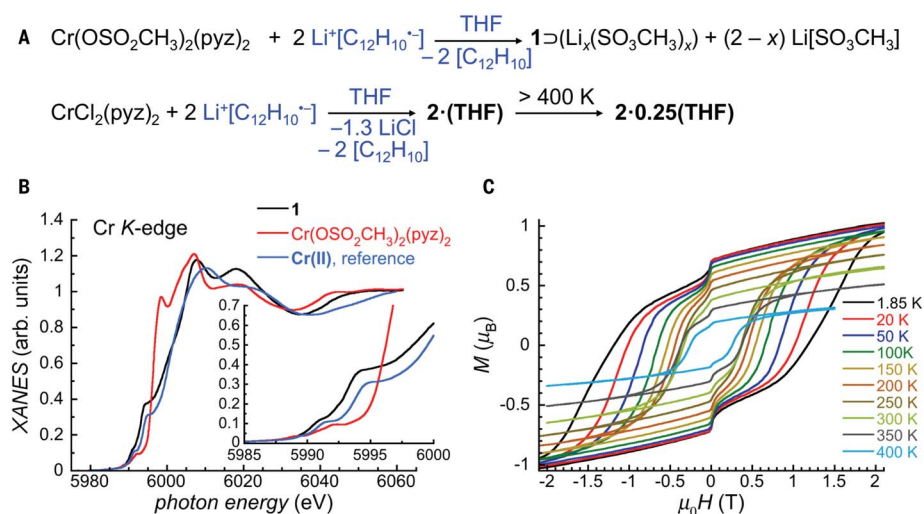 A
Cr(OSO₂CH₃)₂(pyz)₂ + 2 Li⁺[C₁₂H₁₀•⁻] THF 1⊃(Liₓ(SO₃CH₃)ₓ) + (2 – x) Li[SO₃CH₃]
– 2 [C₁₂H₁₀]
CrCl₂(pyz)₂ + 2 Li⁺[C₁₂H₁₀•⁻] THF 2·(THF) > 400 K 2·0.25(THF)
–1.3 LiCl
– 2 [C₁₂H₁₀]
B
Cr K-edge
1
Cr(OSO₂CH₃)₂(pyz)₂
Cr(II), reference
XANES (arb. units)
1.4
1.2
1.0
0.8
0.6
0.4
0.2
0
5980 6000 6020 6040 6060
photon energy (eV)
0.7
0.6
0.5
0.4
0.3
0.2
0.1
0
5985 5990 5995 6000
C
M (μB)
1
0.5
0
-0.5
-1
-2 -1.5 -1 -0.5 0 0.5 1 1.5 2
μ₀H (T)
1.85 K
20 K
50 K
100K
150 K
200 K
250 K
300 K
350 K
400 K